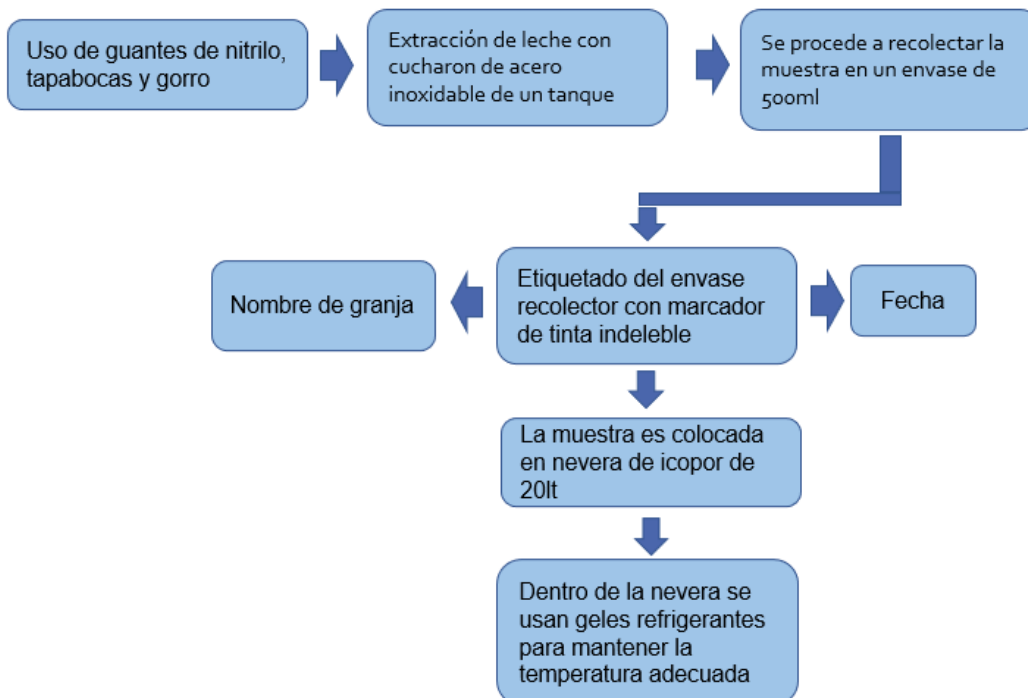 Uso de guantes de nitrilo,
tapabocas y gorro
Extracción de leche con
cucharon de acero
inoxidable de un tanque
Se procede a recolectar la
muestra en un envase de
500ml
Nombre de granja
Etiquetado del envase
recolector con marcador
de tinta indeleble
Fecha
La muestra es colocada
en nevera de icopor de
20lt
Dentro de la nevera se
usan geles refrigerantes
para mantener la
temperatura adecuada